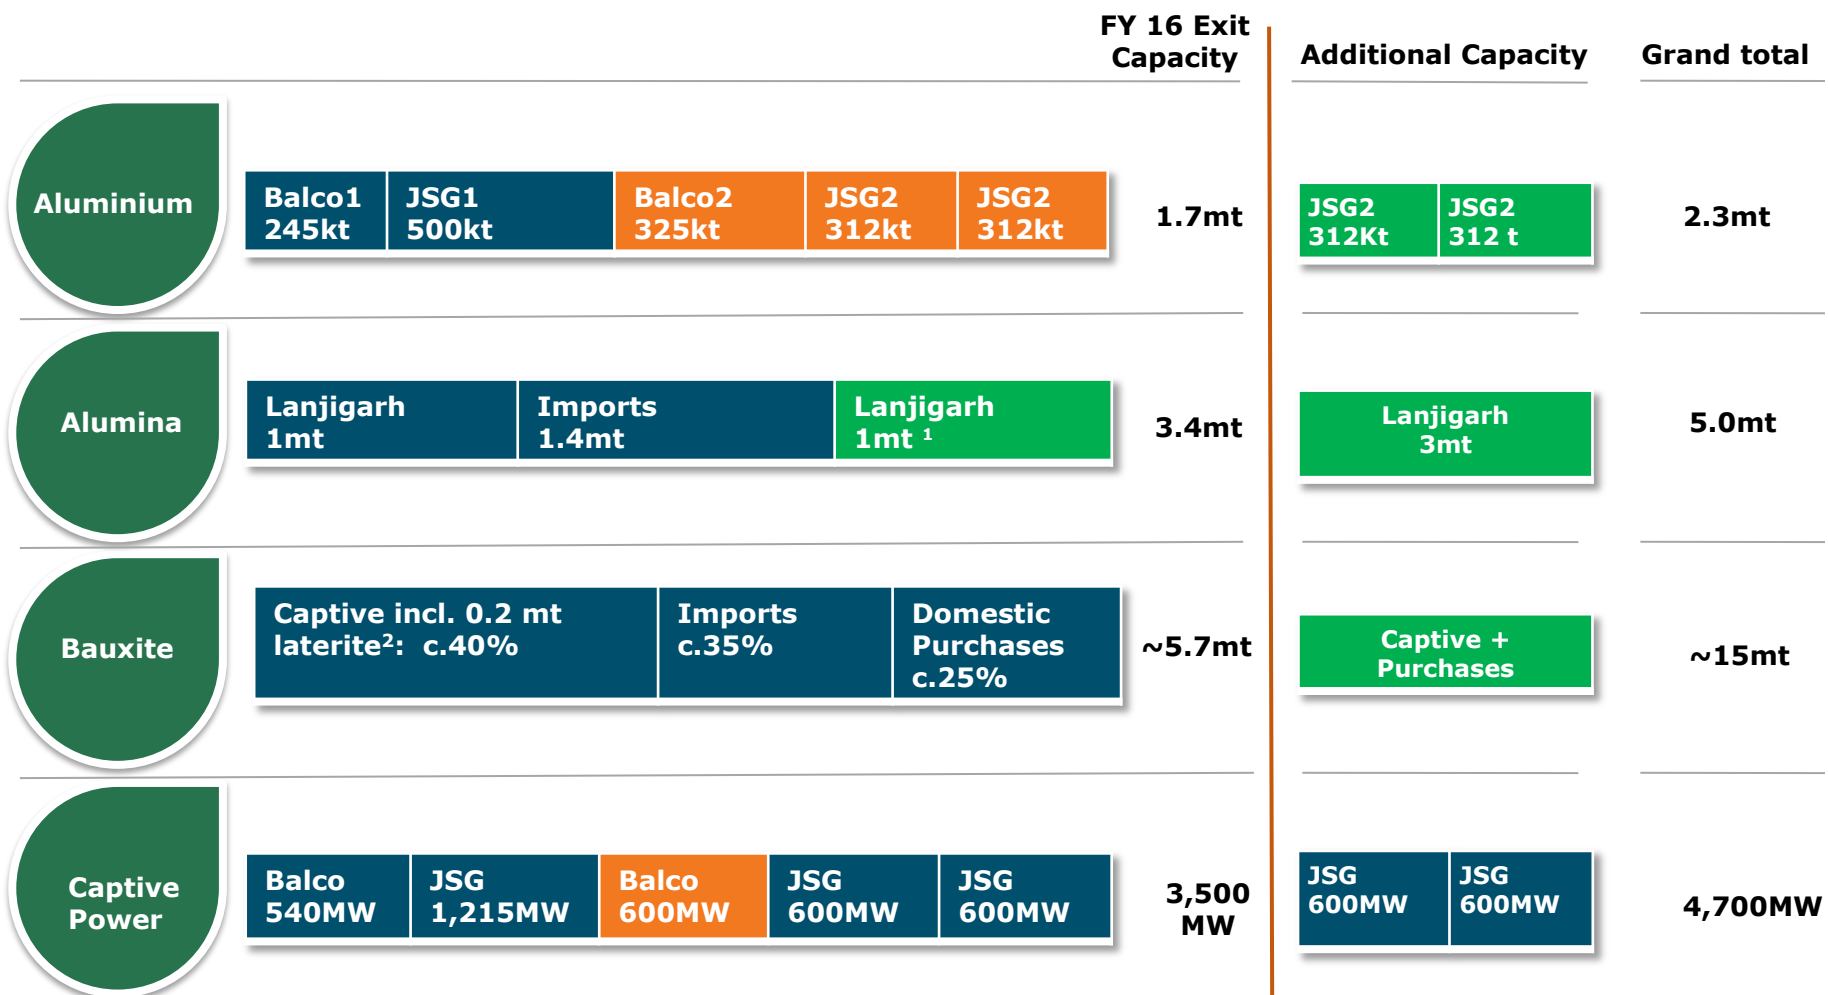 FY 16 Exit
Capacity
Additional Capacity
Grand total
Aluminium
Balco1
245kt
JSG1
500kt
Balco2
325kt
JSG2
312kt
JSG2
312kt
1.7mt
JSG2
312Kt
JSG2
312 t
2.3mt
Alumina
Lanjigarh
1mt
Imports
1.4mt
Lanjigarh
1mt ¹
3.4mt
Lanjigarh
3mt
5.0mt
Bauxite
Captive incl. 0.2 mt
laterite²: c.40%
Imports
c.35%
Domestic
Purchases
c.25%
~5.7mt
Captive +
Purchases
~15mt
Captive
Power
Balco
540MW
JSG
1,215MW
Balco
600MW
JSG
600MW
JSG
600MW
3,500
MW
JSG
600MW
JSG
600MW
4,700MW